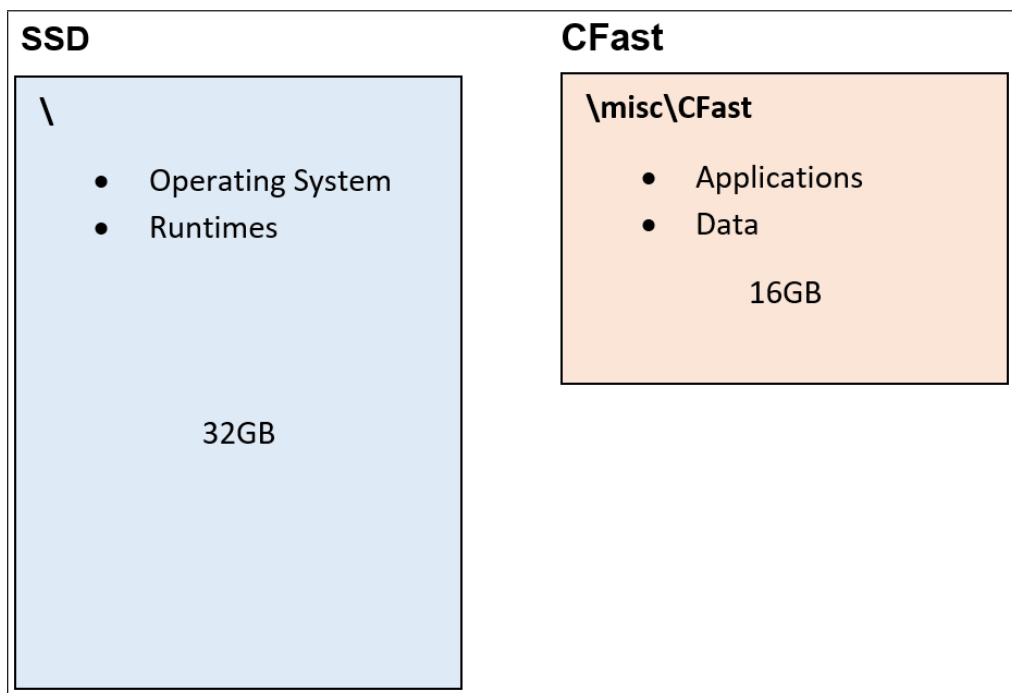 SSD
\
• Operating System
• Runtimes
32GB
CFast
\misc\CFast
• Applications
• Data
16GB